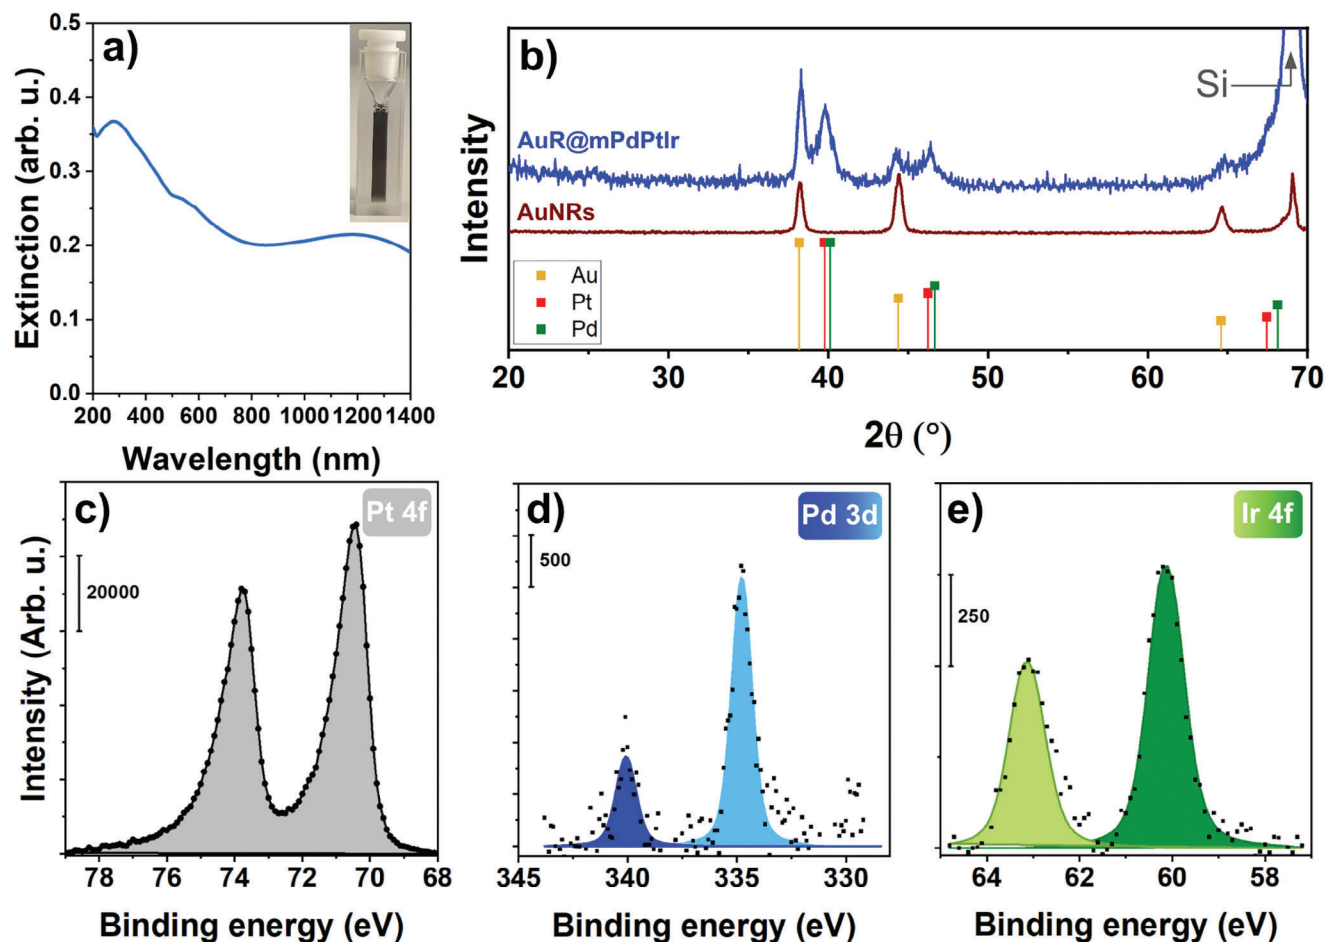 a)
Extinction (arb. u.)
0.5
0.4
0.3
0.2
0.1
0.0
200 400 600 800 1000 1200 1400
Wavelength (nm)
b)
Intensity
Si
AuR@mPdPtIr
AuNRs
Au
Pt
Pd
20 30 40 50 60 70
2θ (°)
c)
Pt 4f
20000
Intensity (Arb. u.)
78 76 74 72 70 68
Binding energy (eV)
d)
Pd 3d
500
345 340 335 330
Binding energy (eV)
e)
Ir 4f
250
64 62 60 58
Binding energy (eV)